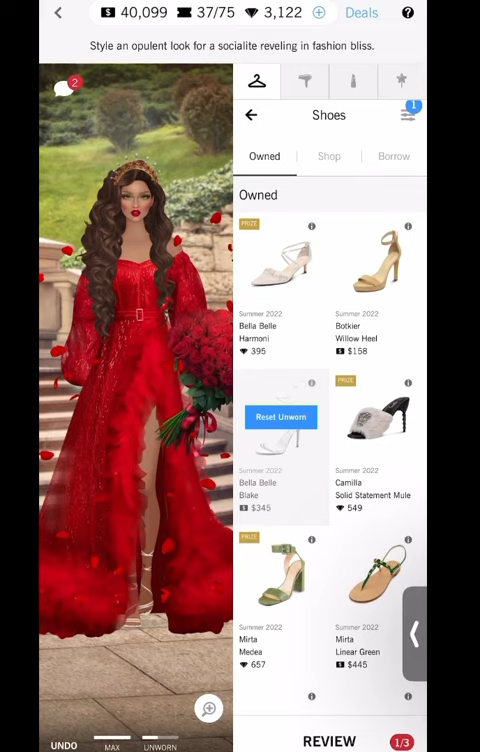 $ 40,099 37/75 3,122 Deals ?
Style an opulent look for a socialite reveling in fashion bliss.
2
1
Shoes
Owned Shop Borrow
Owned
PRIZE
Summer 2022
Bella Belle
Harmoni
395
Summer 2022
Botkier
Willow Heel
$ $158
Reset Unworn
Summer 2022
Bella Belle
Blake
$ $345
PRIZE
Summer 2022
Camilla
Solid Statement Mule
549
PRIZE
Summer 2022
Mirta
Medea
657
Summer 2022
Mirta
Linear Green
$ $445
UNDO MAX UNWORN
REVIEW 1/3